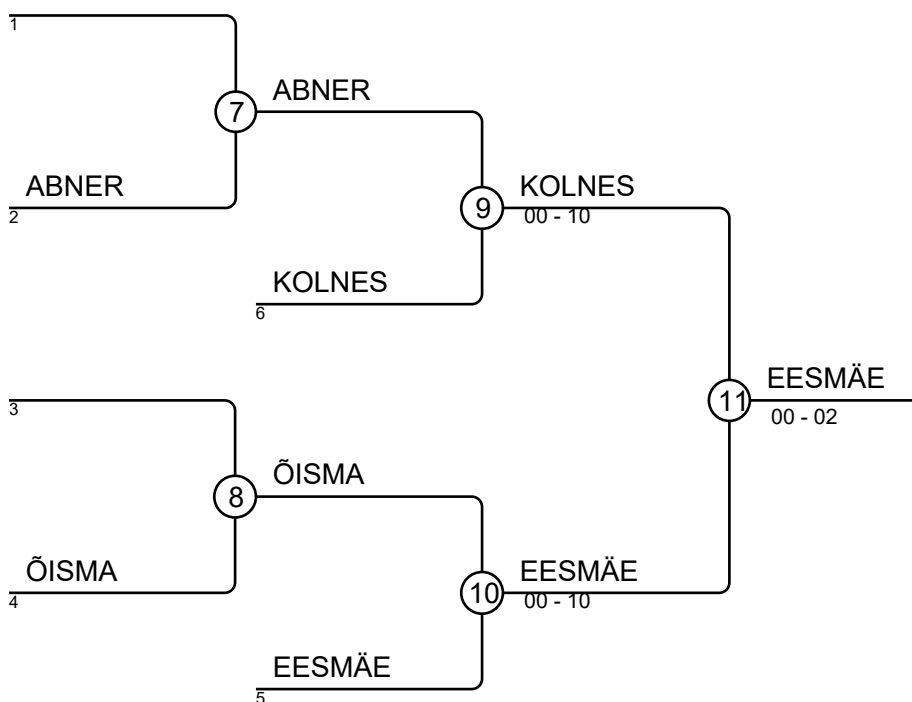 1
ABNER
7
ABNER
2
KOLNES
9
00 - 10
KOLNES
6
EESMÄE
11
00 - 02
3
ÕISMA
8
ÕISMA
4
EESMÄE
10
00 - 10
EESMÄE
5